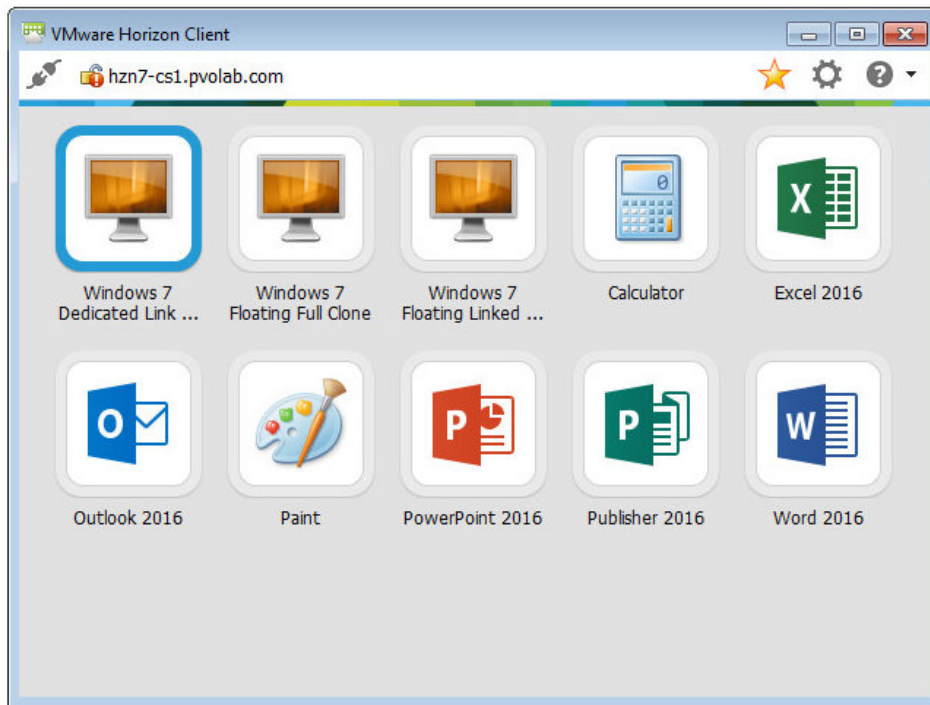 VMware Horizon Client
hzn7-cs1.pvolab.com
?
Windows 7
Dedicated Link ...
Windows 7
Floating Full Clone
Windows 7
Floating Linked ...
0
Calculator
X
Excel 2016
O
Outlook 2016
Paint
P
PowerPoint 2016
P
Publisher 2016
W
Word 2016